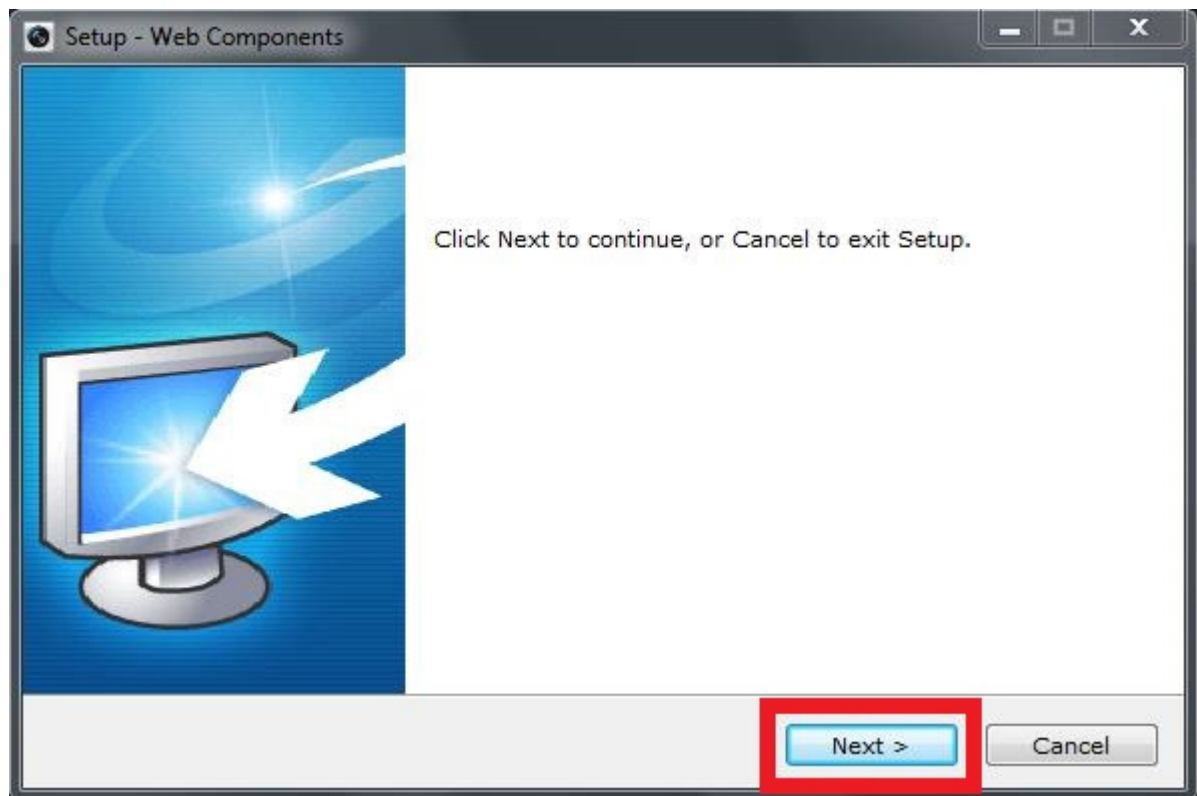 Setup - Web Components
Click Next to continue, or Cancel to exit Setup.
Next >
Cancel